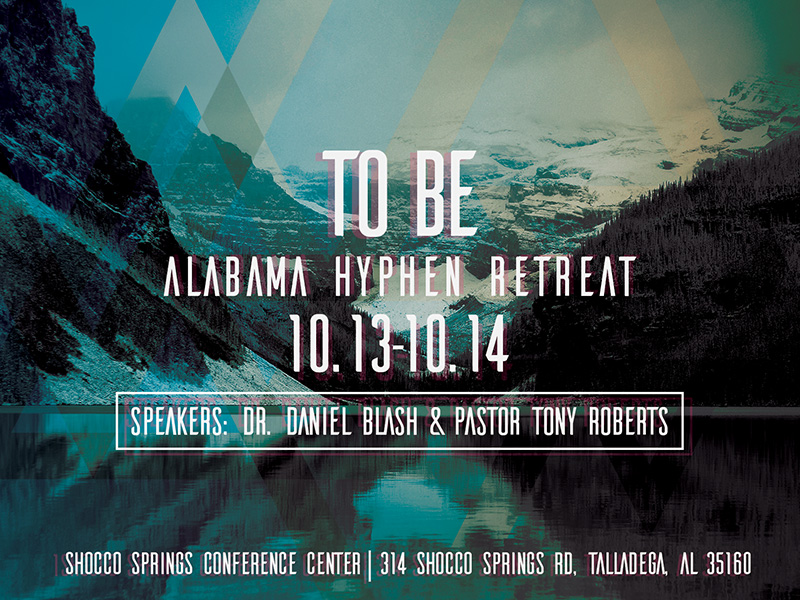 TO BE
ALABAMA HYPHEN RETREAT
10.13-10.14
SPEAKERS: DR. DANIEL BLASH & PASTOR TONY ROBERTS
SHOCCO SPRINGS CONFERENCE CENTER | 314 SHOCCO SPRINGS RD, TALLADEGA, AL 35160